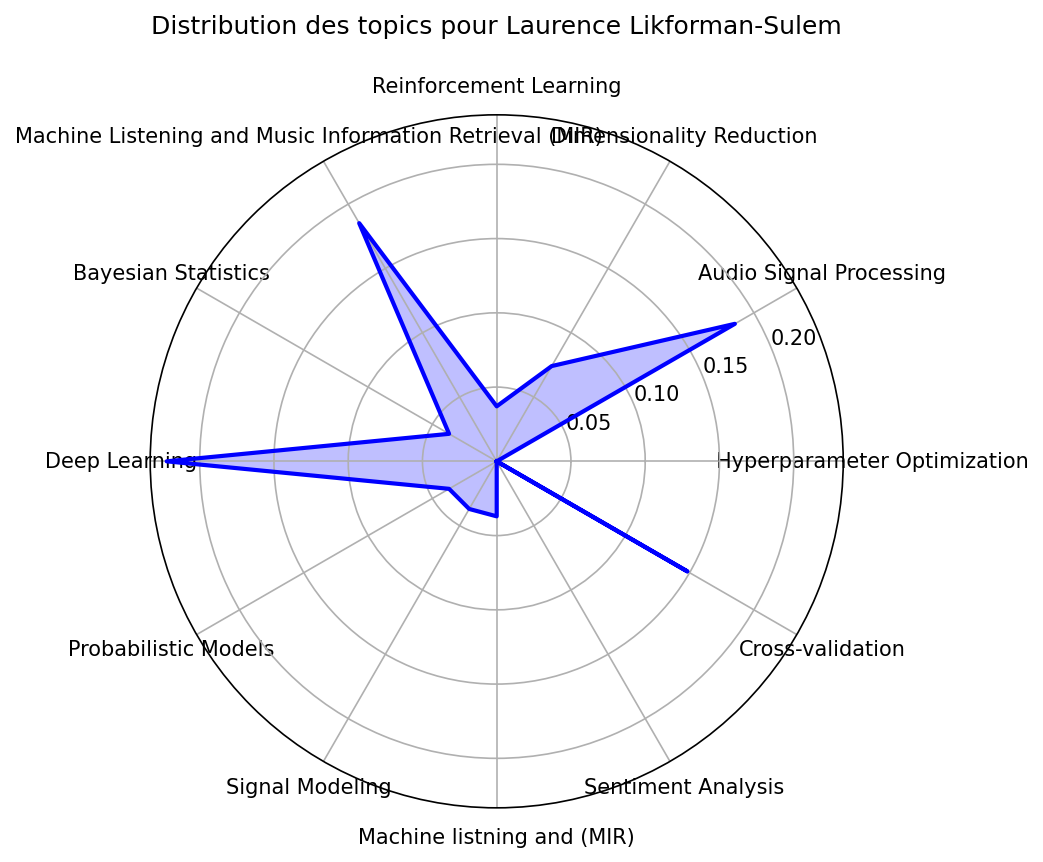 Distribution des topics pour Laurence Likforman-Sulem
Reinforcement Learning
Machine Listening and Music Information Retrieval (MIR)
Dimensionality Reduction
Bayesian Statistics
Audio Signal Processing
0.20
0.15
0.10
0.05
Deep Learning
Hyperparameter Optimization
Probabilistic Models
Cross-validation
Signal Modeling
Sentiment Analysis
Machine listning and (MIR)